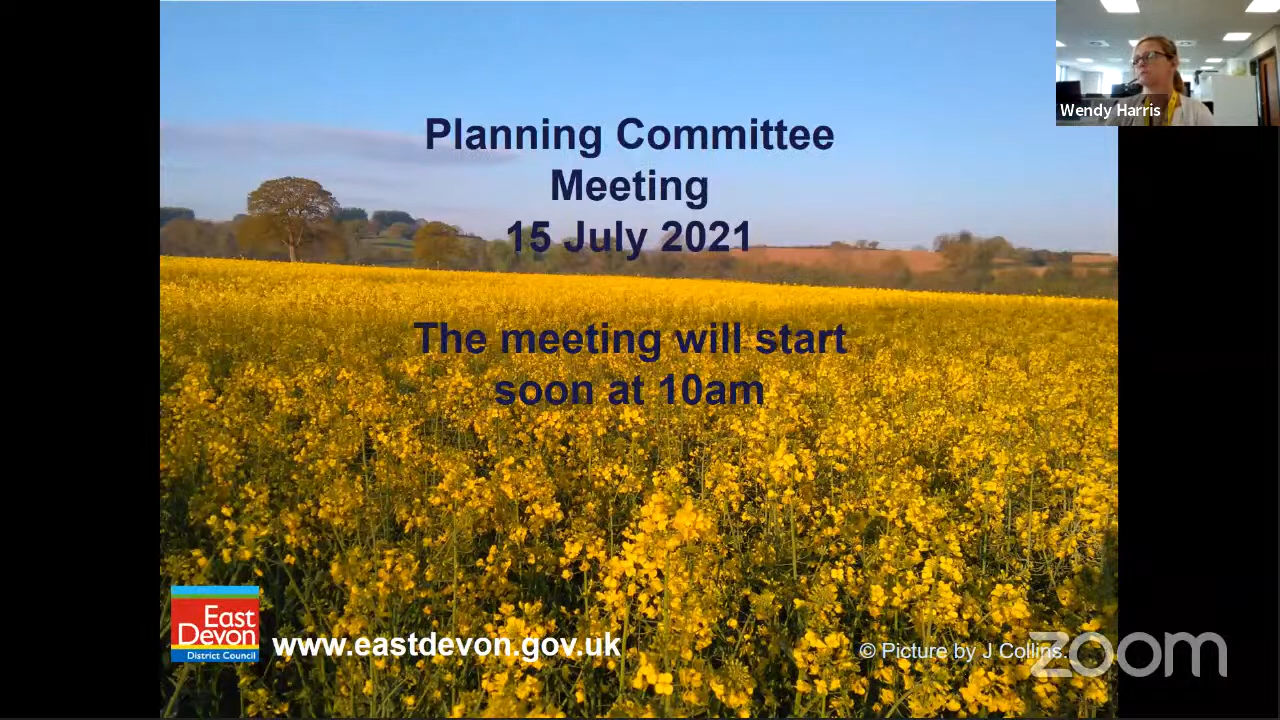 Wendy Harris
Planning Committee
Meeting
15 July 2021
The meeting will start
soon at 10am
East
Devon
District Council
www.eastdevon.gov.uk
© Picture by J Collins.
zoom